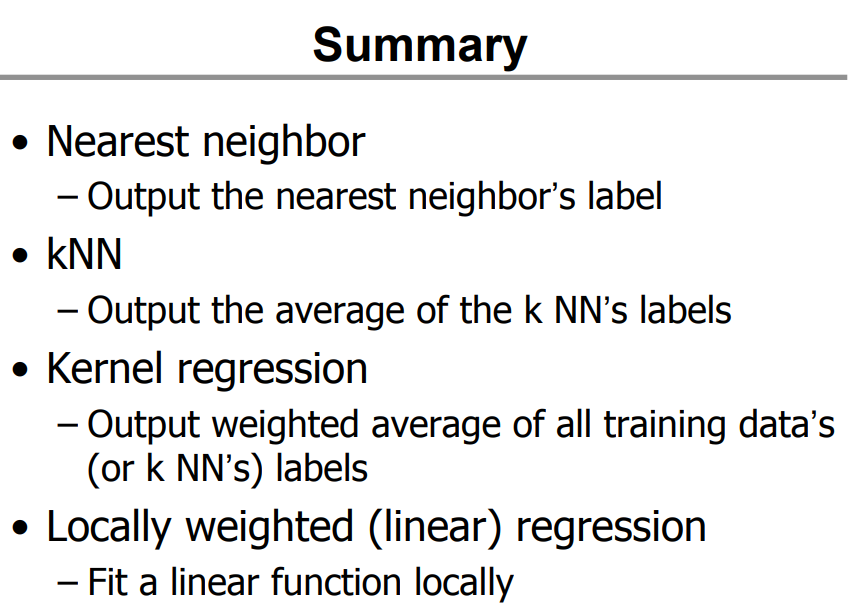 Summary
• Nearest neighbor
– Output the nearest neighbor’s label
• kNN
– Output the average of the k NN’s labels
• Kernel regression
– Output weighted average of all training data’s
(or k NN’s) labels
• Locally weighted (linear) regression
– Fit a linear function locally